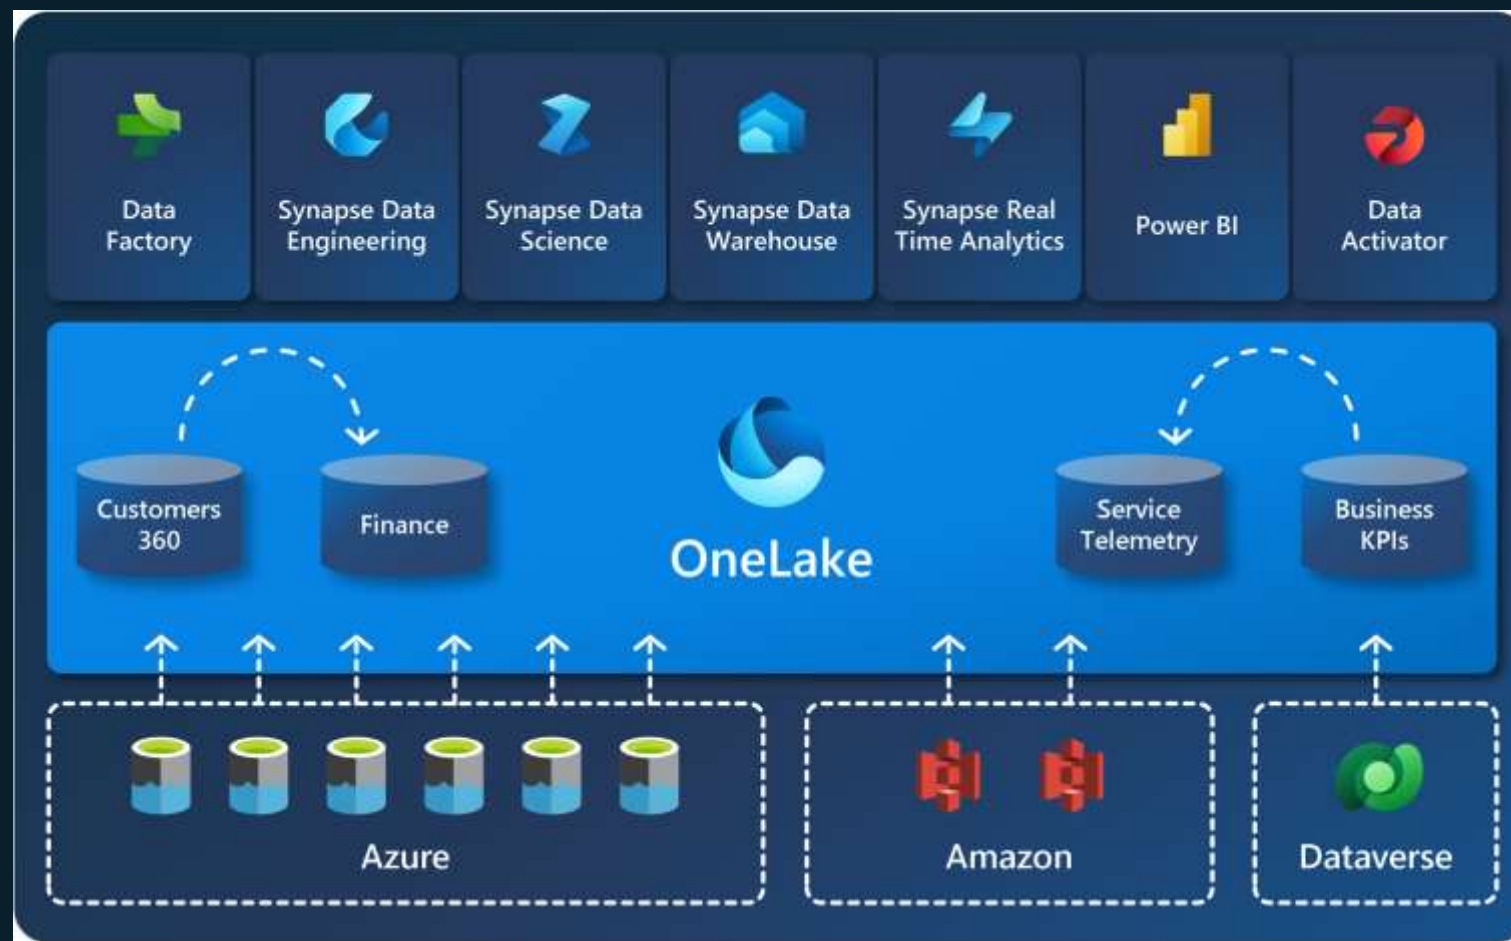 Data
Factory
Synapse Data
Engineering
Synapse Data
Science
Synapse Data
Warehouse
Synapse Real
Time Analytics
Power BI
Data
Activator
Customers
360
Finance
OneLake
Service
Telemetry
Business
KPIs
Azure
Amazon
Dataverse